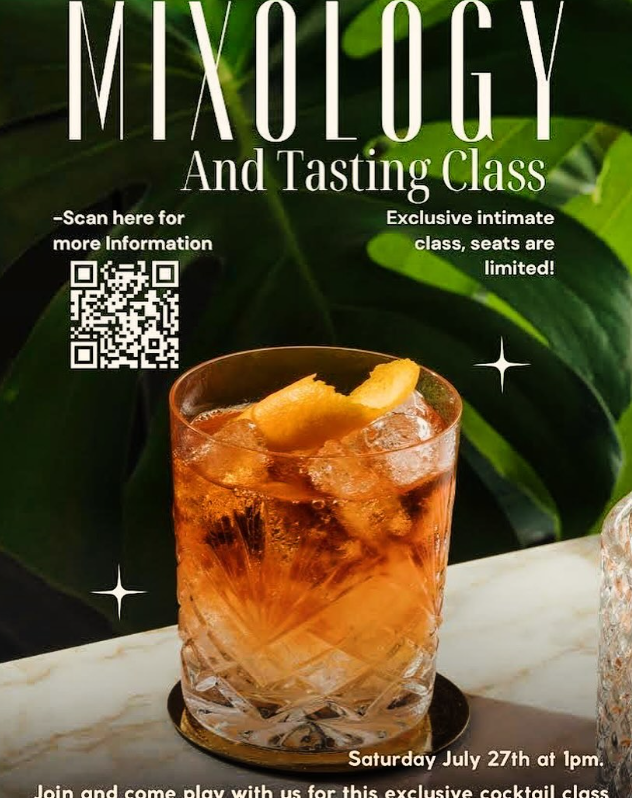 MIXOLOGY
And Tasting Class
-Scan here for
more Information
Exclusive intimate
class, seats are
limited!
Saturday July 27th at 1pm.
Join and come play with us for this exclusive cocktail class